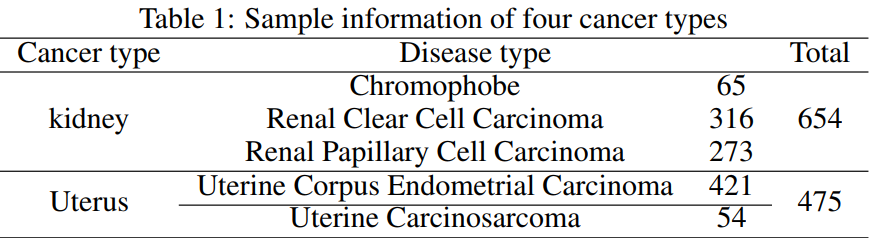 Table 1: Sample information of four cancer types
Cancer type Disease type Total
Chromophobe 65
kidney Renal Clear Cell Carcinoma 316 654
Renal Papillary Cell Carcinoma 273
Uterine Corpus Endometrial Carcinoma 421
Uterus 475
Uterine Carcinosarcoma 54